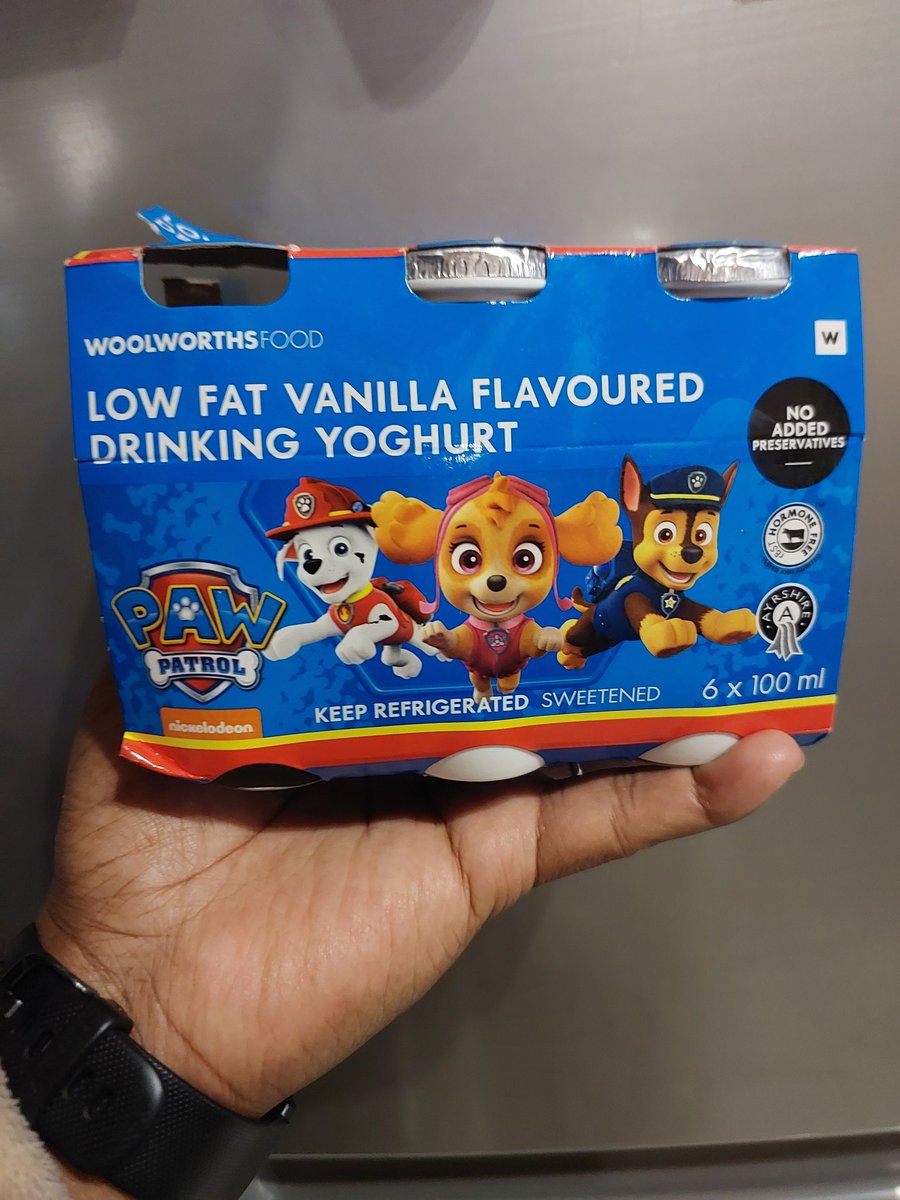 WOOLWORTHSFOOD
W
LOW FAT VANILLA FLAVOURED
DRINKING YOGHURT
NO
ADDED
PRESERVATIVES
HORMONE FREE
rBST
AYRSHIRE
A
PAW
PATROL
nickelodeon
KEEP REFRIGERATED SWEETENED
6 x 100 ml